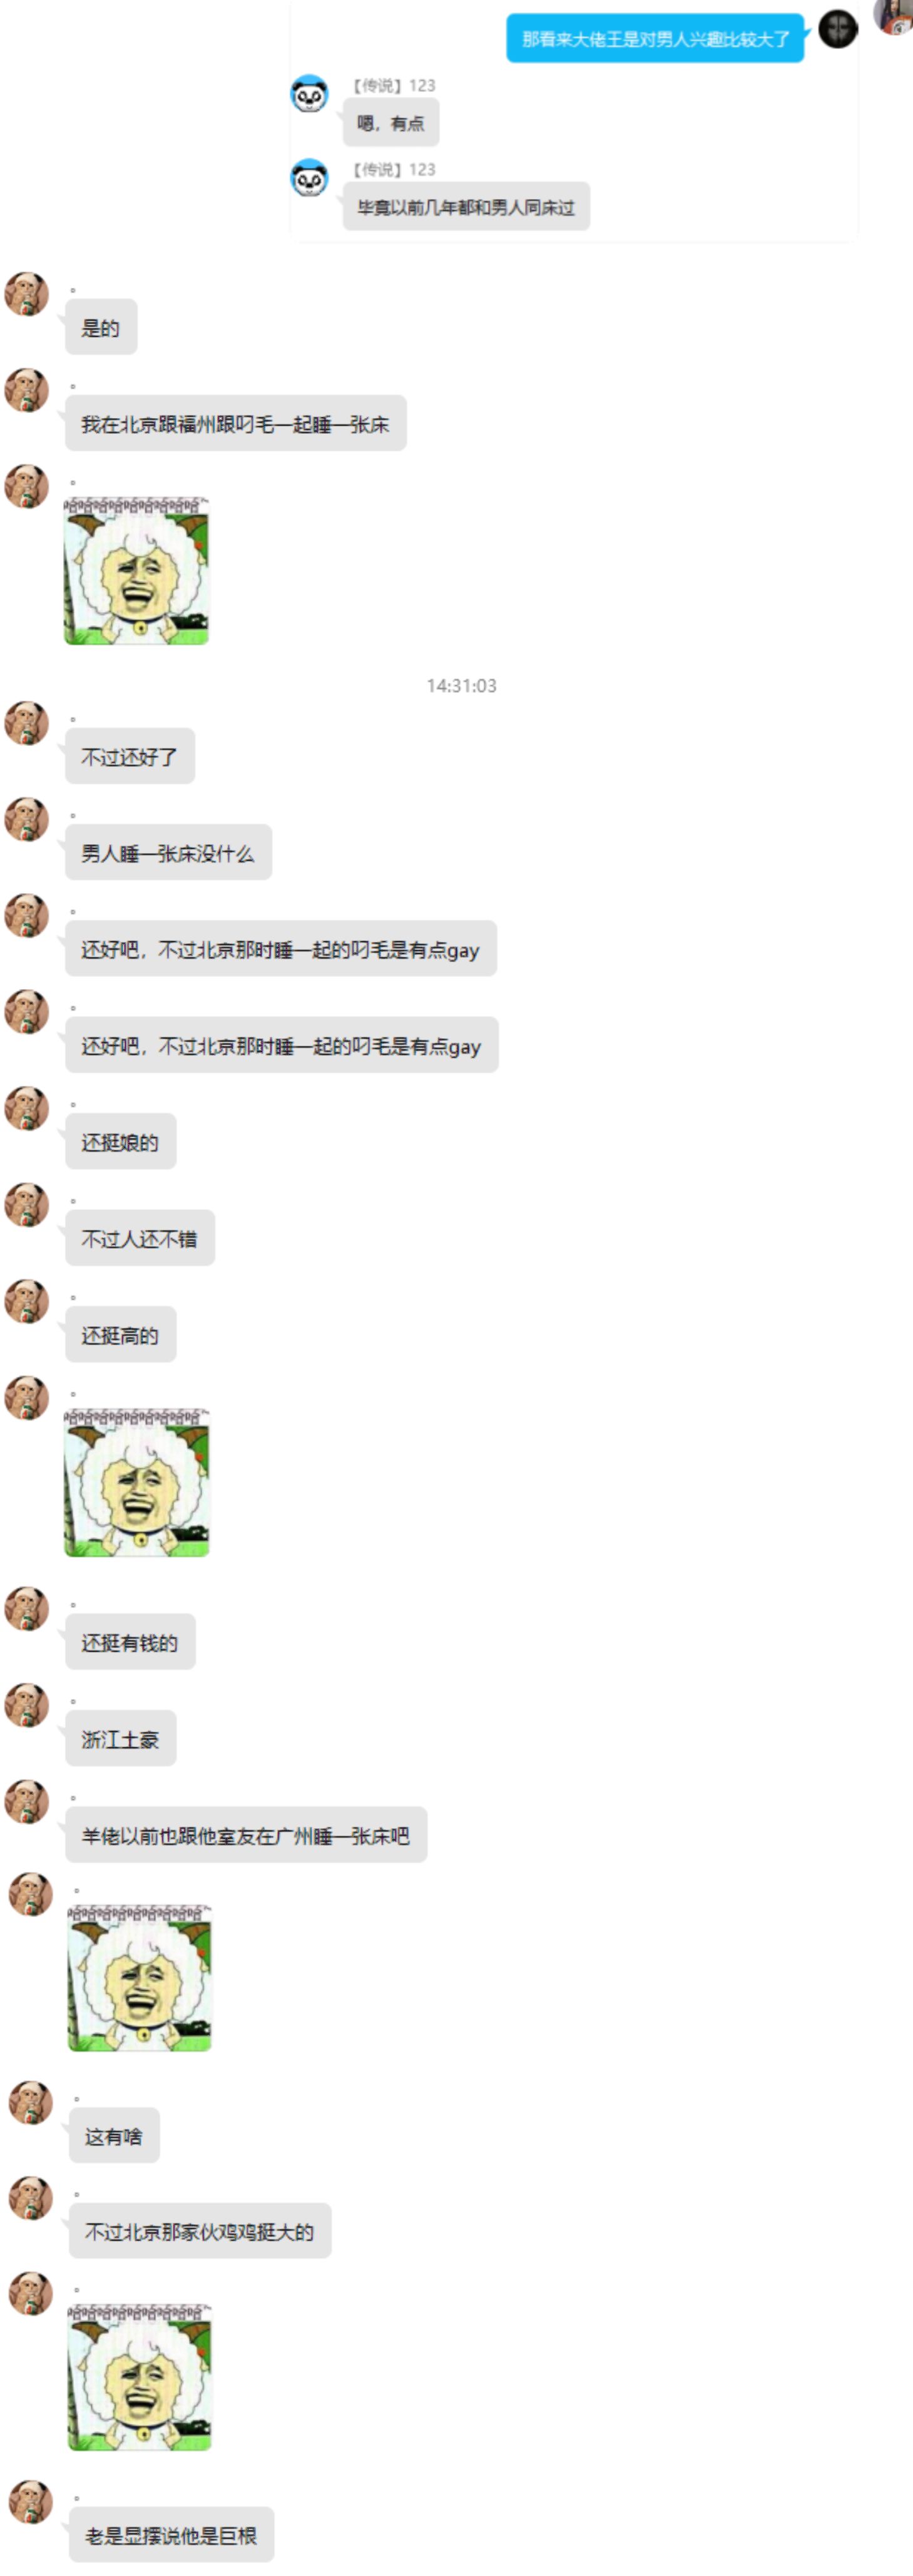 那看来大佬王是对男人兴趣比较大了
【传说】123
嗯，有点
【传说】123
毕竟以前几年都和男人同床过
。
是的
。
我在北京跟福州跟叼毛一起睡一张床
。
哈哈哈哈哈哈哈哈哈
14:31:03
。
不过还好了
。
男人睡一张床没什么
。
还好吧，不过北京那时睡一起的叼毛是有点gay
。
还好吧，不过北京那时睡一起的叼毛是有点gay
。
还挺娘的
。
不过人还不错
。
还挺高的
。
哈哈哈哈哈哈哈哈哈
。
还挺有钱的
。
浙江土豪
。
羊佬以前也跟他室友在广州睡一张床吧
。
哈哈哈哈哈哈哈哈哈
。
这有啥
。
不过北京那家伙鸡鸡挺大的
。
哈哈哈哈哈哈哈哈哈
。
老是显摆说他是巨根